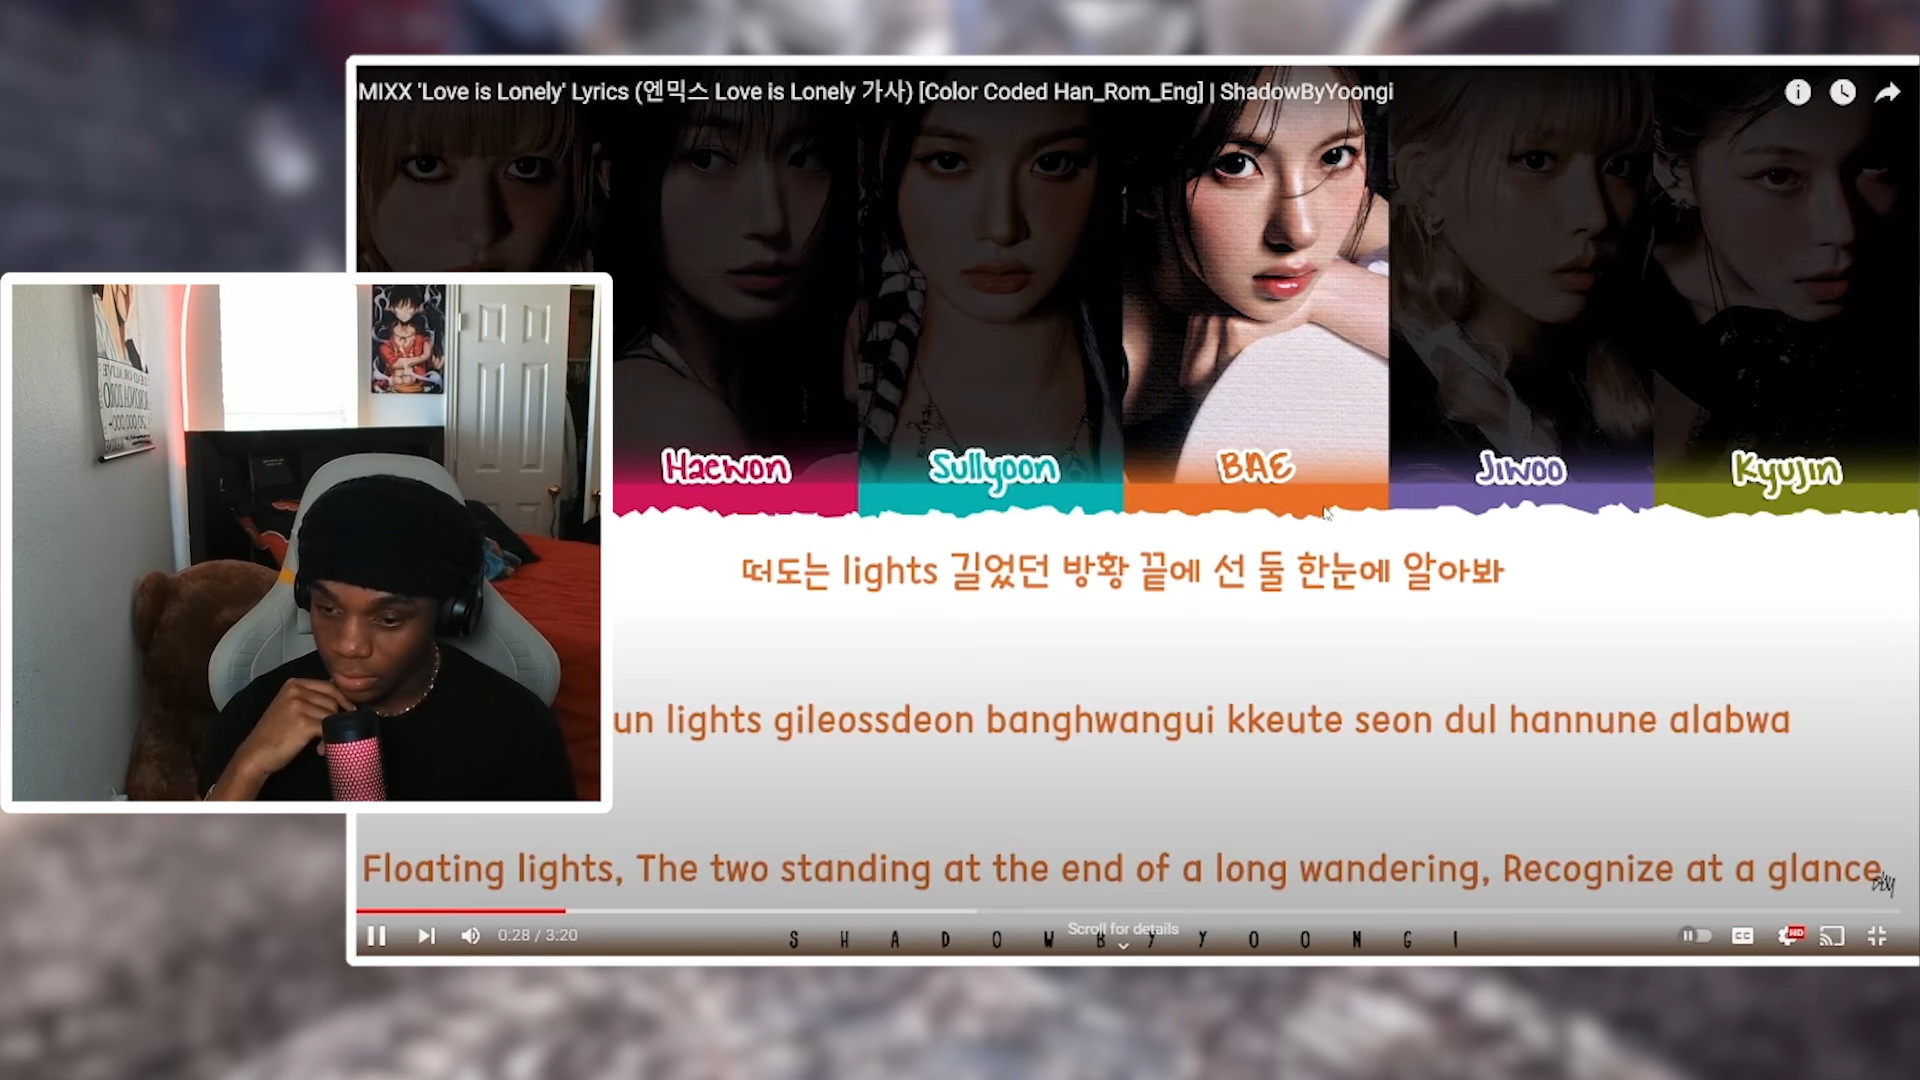 MIXX 'Love is Lonely' Lyrics (엔믹스 Love is Lonely 가사) [Color Coded Han_Rom_Eng] | ShadowByYoongi
Haewon
Sullyoon
BAE
Jiwoo
Kyujin
떠도는 lights 길었던 방황 끝에 선 둘 한눈에 알아봐
un lights gileossdeon banghwangui kkeute seon dul hannune alabwa
Floating lights, The two standing at the end of a long wandering, Recognize at a glance
Scroll for details
0:28 / 3:20
SHADOWBYYOONGI
CC
HD